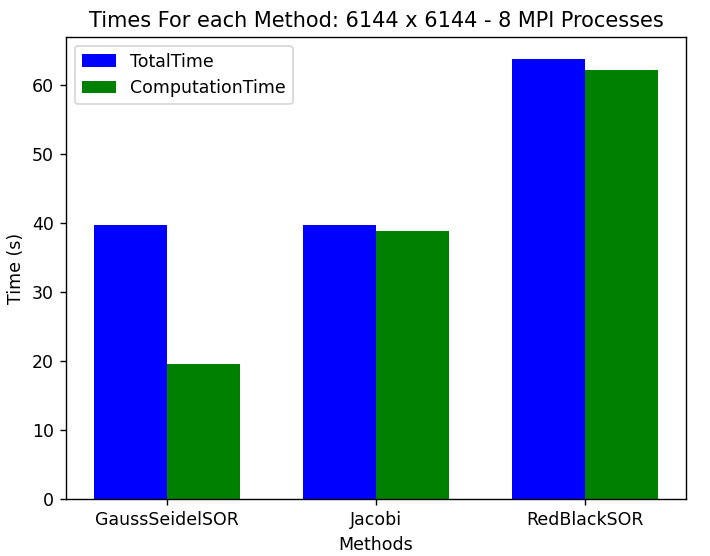 Times For each Method: 6144 x 6144 - 8 MPI Processes
TotalTime
ComputationTime
60
50
40
30
20
10
0
Time (s)
GaussSeidelSOR Jacobi RedBlackSOR
Methods